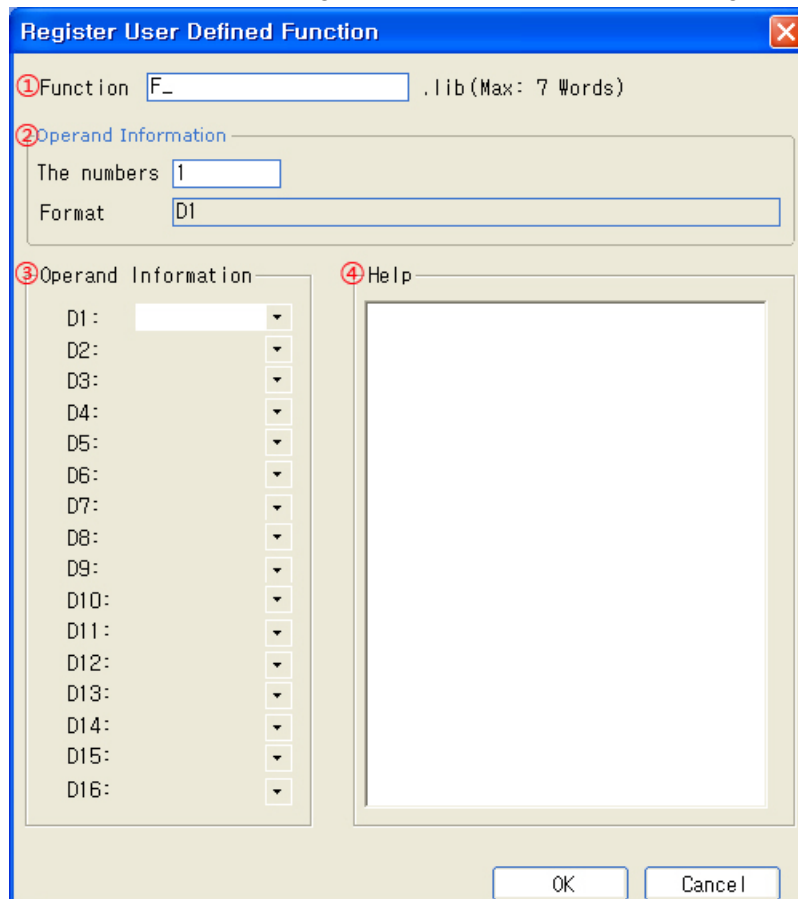 Register User Defined Function
①Function F_ .lib(Max: 7 Words)
②Operand Information
The numbers 1
Format D1
③Operand Information
D1:
D2:
D3:
D4:
D5:
D6:
D7:
D8:
D9:
D10:
D11:
D12:
D13:
D14:
D15:
D16:
④Help
OK Cancel